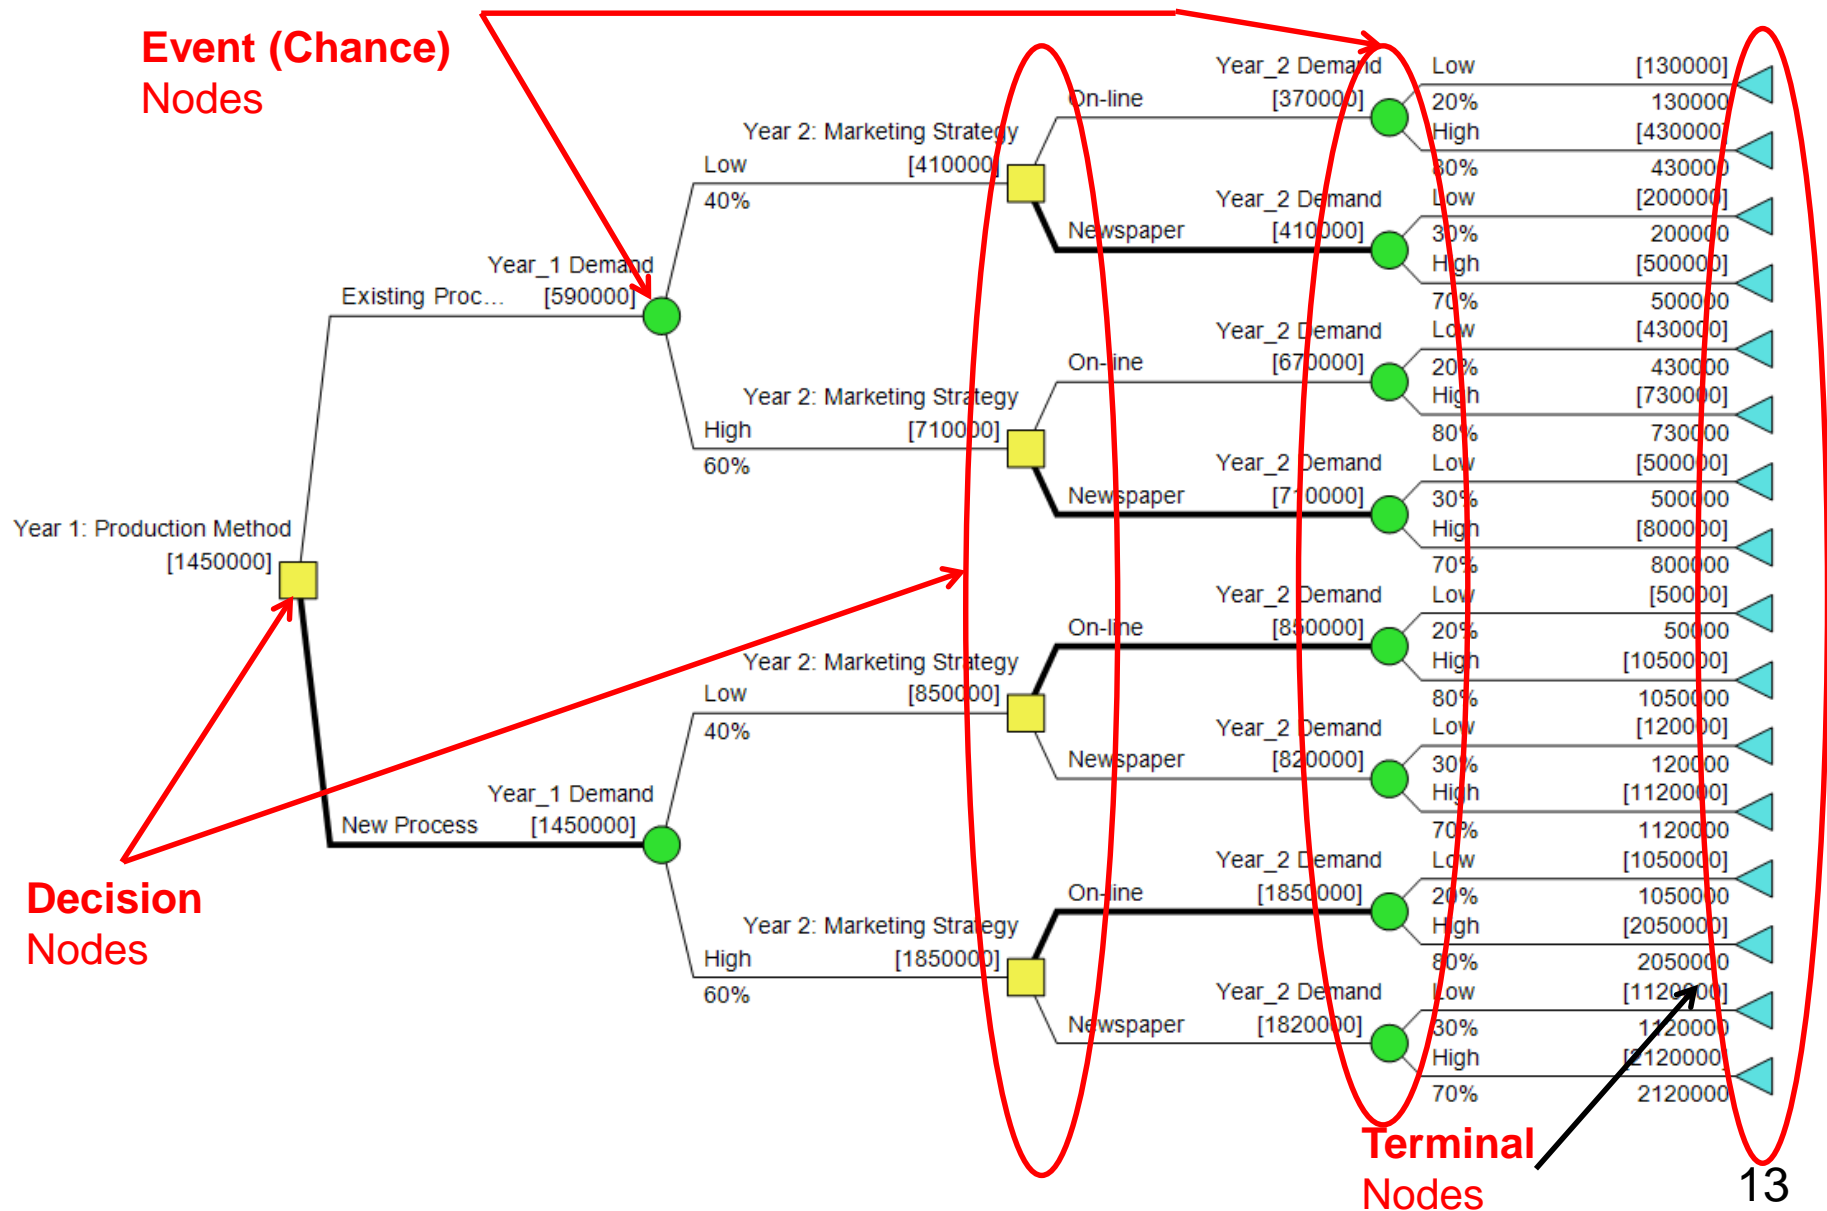 Event (Chance)
Nodes
Year 1: Production Method
[1450000]
Year_1 Demand
Existing Proc... [590000]
Low
40%
Year 2: Marketing Strategy
[410000]
On-line
Year_2 Demand
[370000]
Low [130000]
20% 130000
High [430000]
80% 430000
Newspaper
Year_2 Demand
[410000]
Low [200000]
30% 200000
High [500000]
70% 500000
High
60%
Year 2: Marketing Strategy
[710000]
On-line
Year_2 Demand
[670000]
Low [430000]
20% 430000
High [730000]
80% 730000
Newspaper
Year_2 Demand
[710000]
Low [500000]
30% 500000
High [800000]
70% 800000
Year_1 Demand
New Process [1450000]
Low
40%
Year 2: Marketing Strategy
[850000]
On-line
Year_2 Demand
[850000]
Low [50000]
20% 50000
High [1050000]
80% 1050000
Newspaper
Year_2 Demand
[820000]
Low [120000]
30% 120000
High [1120000]
70% 1120000
High
60%
Year 2: Marketing Strategy
[1850000]
On-line
Year_2 Demand
[1850000]
Low [1050000]
20% 1050000
High [2050000]
80% 2050000
Newspaper
Year_2 Demand
[1820000]
Low [1120000]
30% 1120000
High [2120000]
70% 2120000
Decision
Nodes
Terminal
Nodes
13